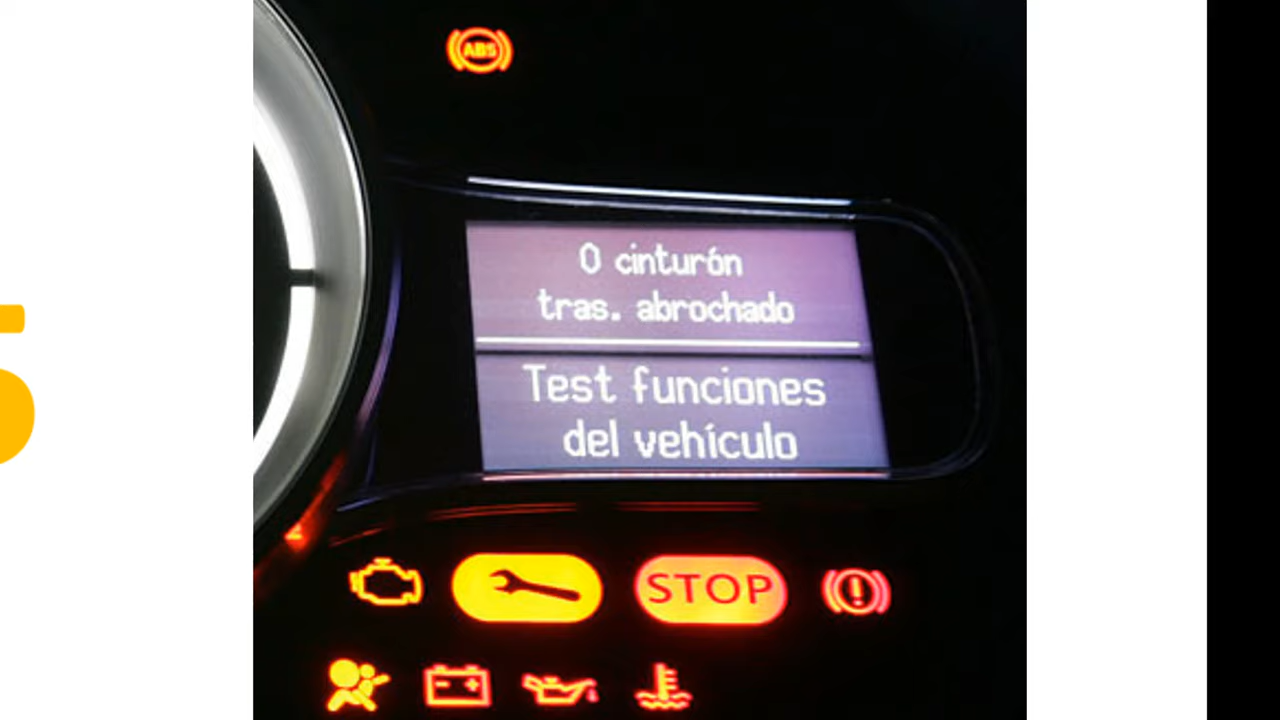 ABS
0 cinturón
tras. abrochado
Test funciones
del vehículo
STOP